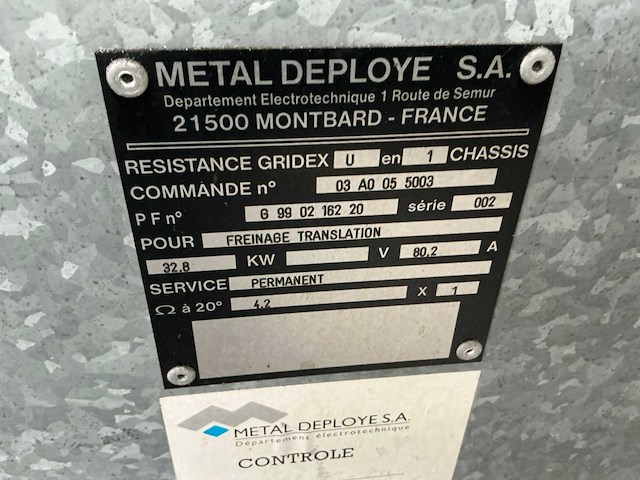 METAL DEPLOYE S.A.
Departement Electrotechnique 1 Route de Semur
21500 MONTBARD - FRANCE
RESISTANCE GRIDEX U en 1 CHASSIS
COMMANDE n° 03 A0 05 5003
P F n° G 99 02 162 20 série 002
POUR FREINAGE TRANSLATION
32,8 KW V 80,2 A
SERVICE PERMANENT
Ω à 20° 4,2 X 1
METAL DEPLOYE S.A.
Département électrotechnique
CONTROLE